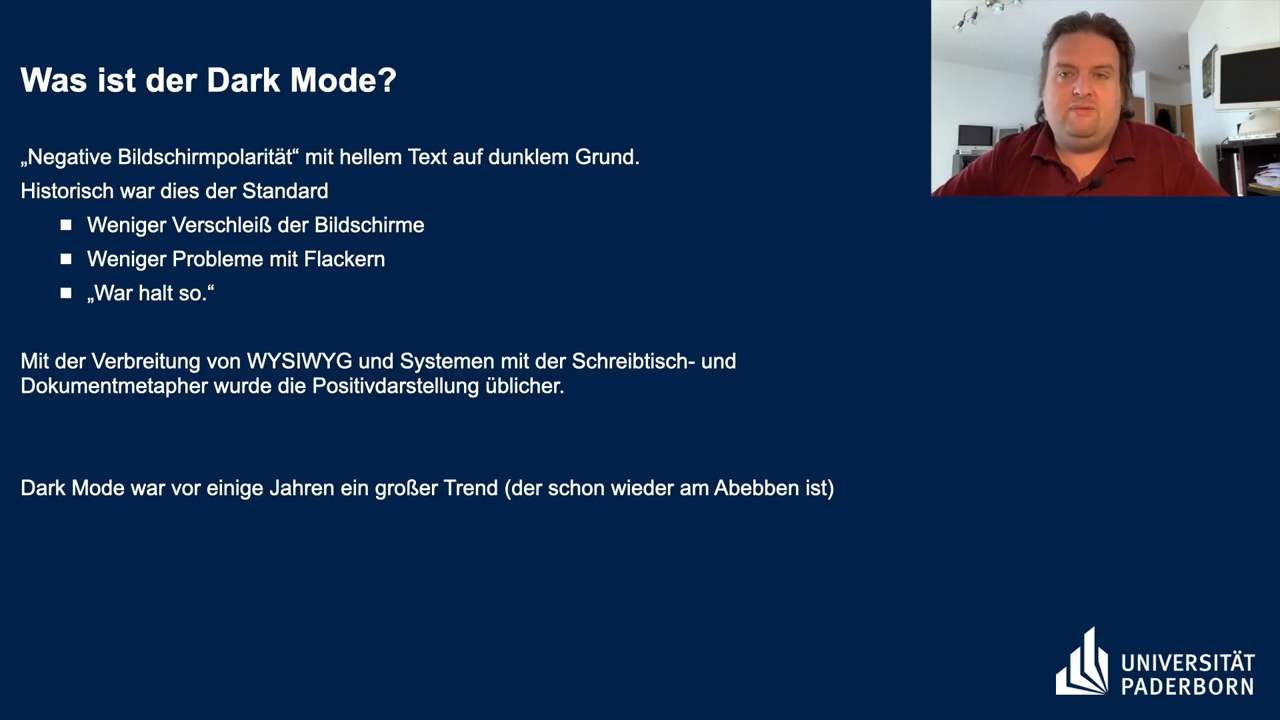 Was ist der Dark Mode?
„Negative Bildschirmpolarität“ mit hellem Text auf dunklem Grund.
Historisch war dies der Standard
Weniger Verschleiß der Bildschirme
Weniger Probleme mit Flackern
„War halt so.“
Mit der Verbreitung von WYSIWYG und Systemen mit der Schreibtisch- und
Dokumentmetapher wurde die Positivdarstellung üblicher.
Dark Mode war vor einige Jahren ein großer Trend (der schon wieder am Abebben ist)
UNIVERSITÄT
PADERBORN